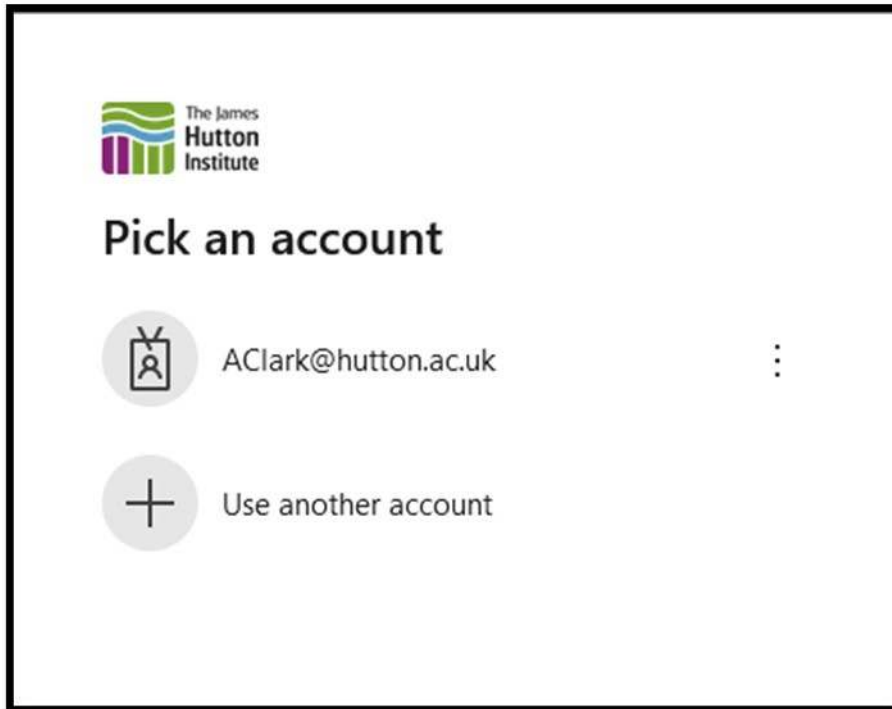 The James
Hutton
Institute
Pick an account
AClark@hutton.ac.uk
Use another account